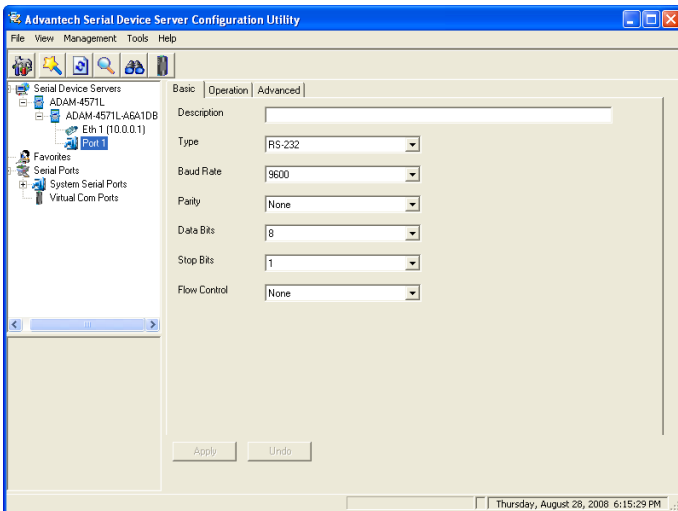 Advantech Serial Device Server Configuration Utility
File View Management Tools Help
Serial Device Servers
ADAM-4571L
ADAM-4571L-A6A1DB
Eth 1 (10.0.0.1)
Port 1
Favorites
Serial Ports
System Serial Ports
Virtual Com Ports
Basic Operation Advanced
Description
Type RS-232
Baud Rate 9600
Parity None
Data Bits 8
Stop Bits 1
Flow Control None
Apply Undo
Thursday, August 28, 2008 6:15:29 PM